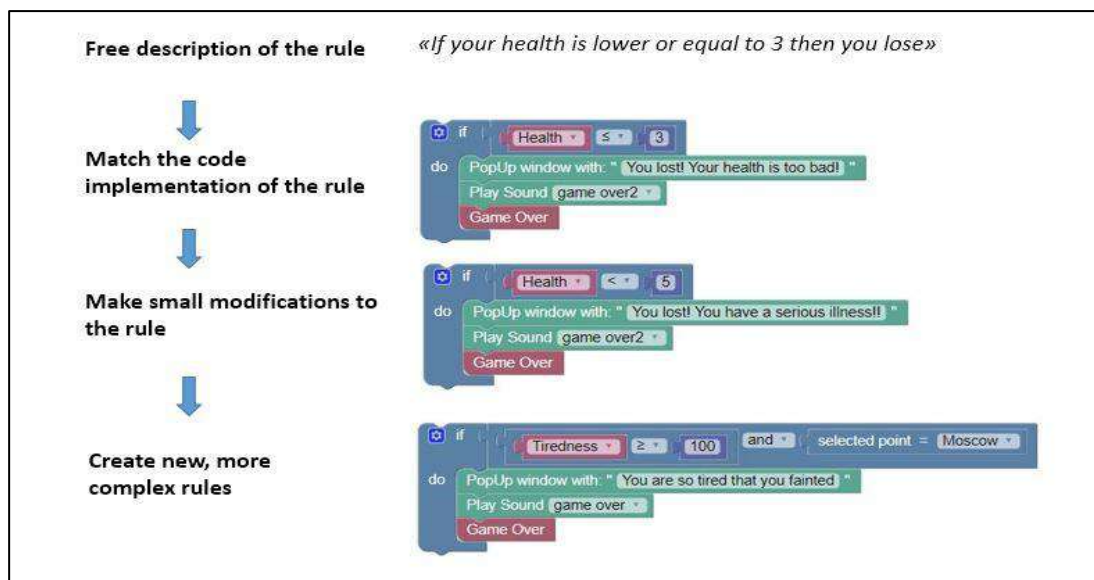 Free description of the rule
«If your health is lower or equal to 3 then you lose»
Match the code
implementation of the rule
if Health ≤ 3
do PopUp window with: " You lost! Your health is too bad! "
Play Sound game over2
Game Over
Make small modifications to
the rule
if Health < 5
do PopUp window with: " You lost! You have a serious illness!! "
Play Sound game over2
Game Over
Create new, more
complex rules
if Tiredness ≥ 100 and selected point = Moscow
do PopUp window with: " You are so tired that you fainted "
Play Sound game over
Game Over